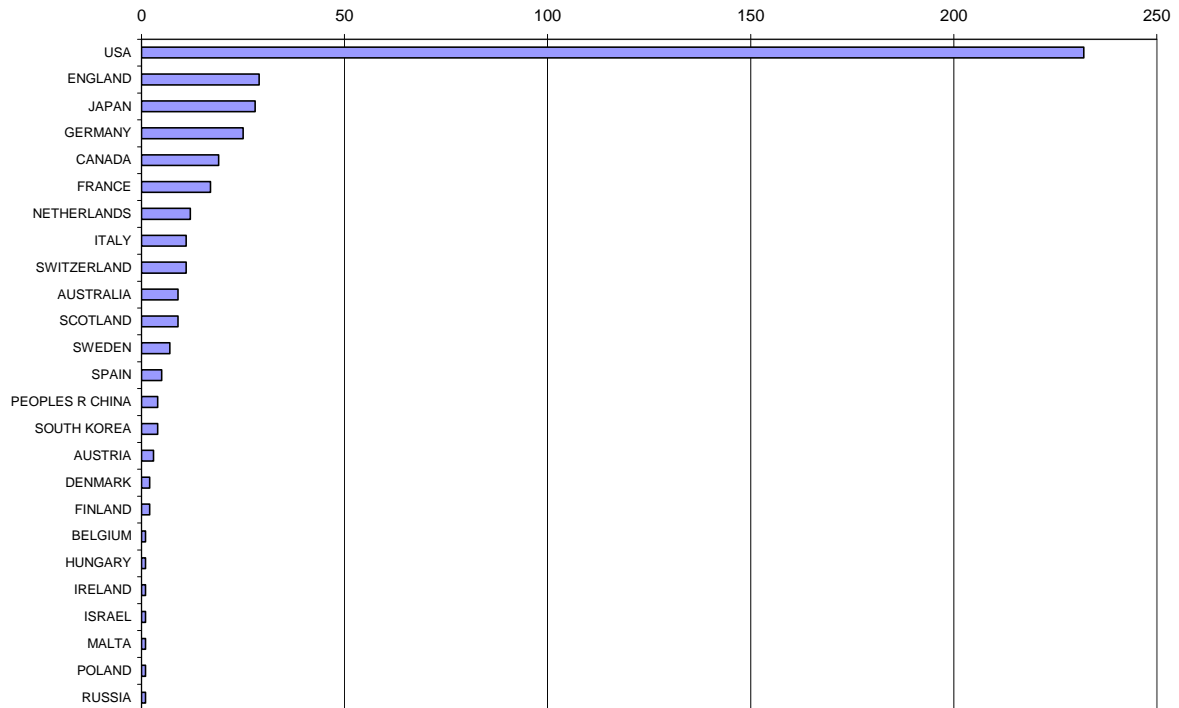 0 50 100 150 200 250
USA
ENGLAND
JAPAN
GERMANY
CANADA
FRANCE
NETHERLANDS
ITALY
SWITZERLAND
AUSTRALIA
SCOTLAND
SWEDEN
SPAIN
PEOPLES R CHINA
SOUTH KOREA
AUSTRIA
DENMARK
FINLAND
BELGIUM
HUNGARY
IRELAND
ISRAEL
MALTA
POLAND
RUSSIA